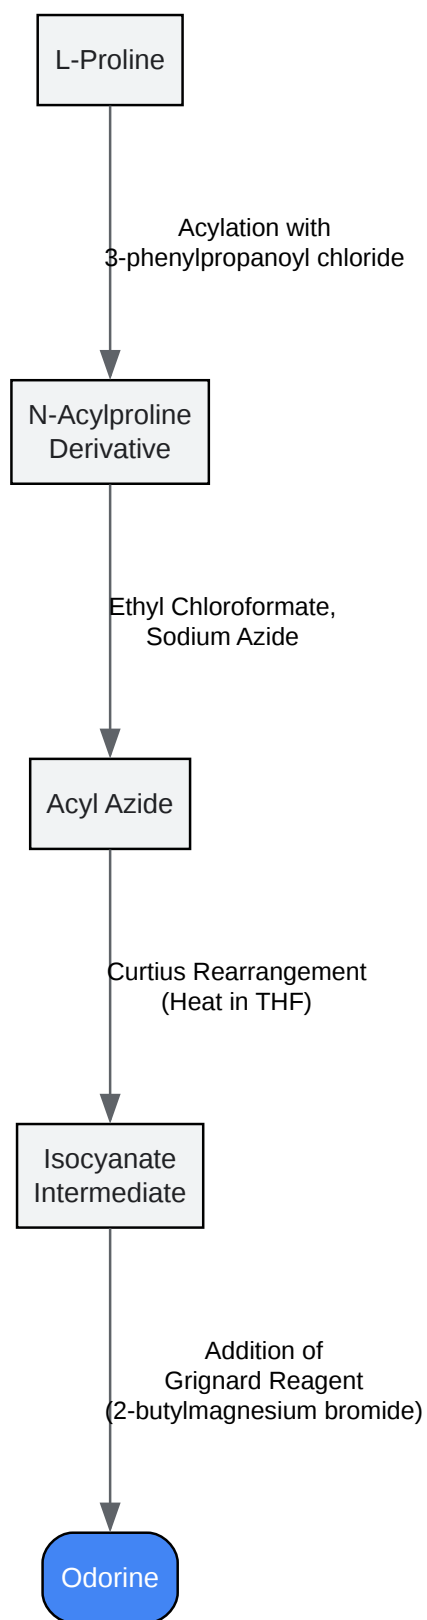 L-Proline
Acylation with
3-phenylpropanoyl chloride
N-Acylproline
Derivative
Ethyl Chloroformate,
Sodium Azide
Acyl Azide
Curtius Rearrangement
(Heat in THF)
Isocyanate
Intermediate
Addition of
Grignard Reagent
(2-butylmagnesium bromide)
Odorine